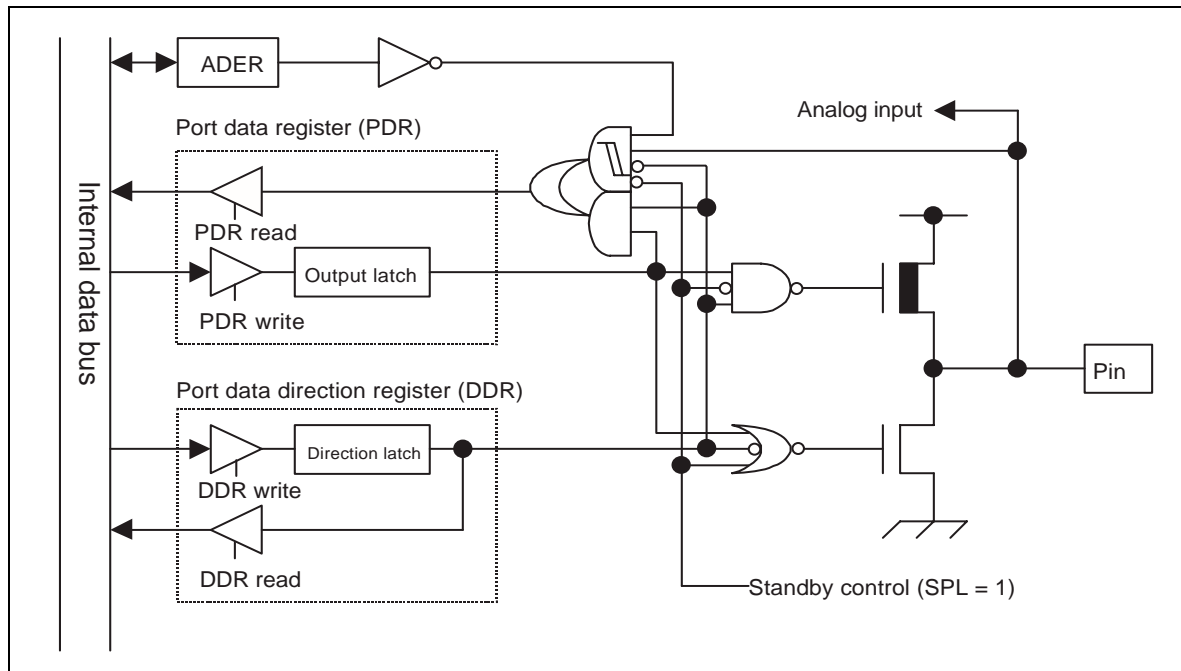 ADER
Analog input
Port data register (PDR)
PDR read
Output latch
PDR write
Internal data bus
Pin
Port data direction register (DDR)
Direction latch
DDR write
DDR read
Standby control (SPL = 1)